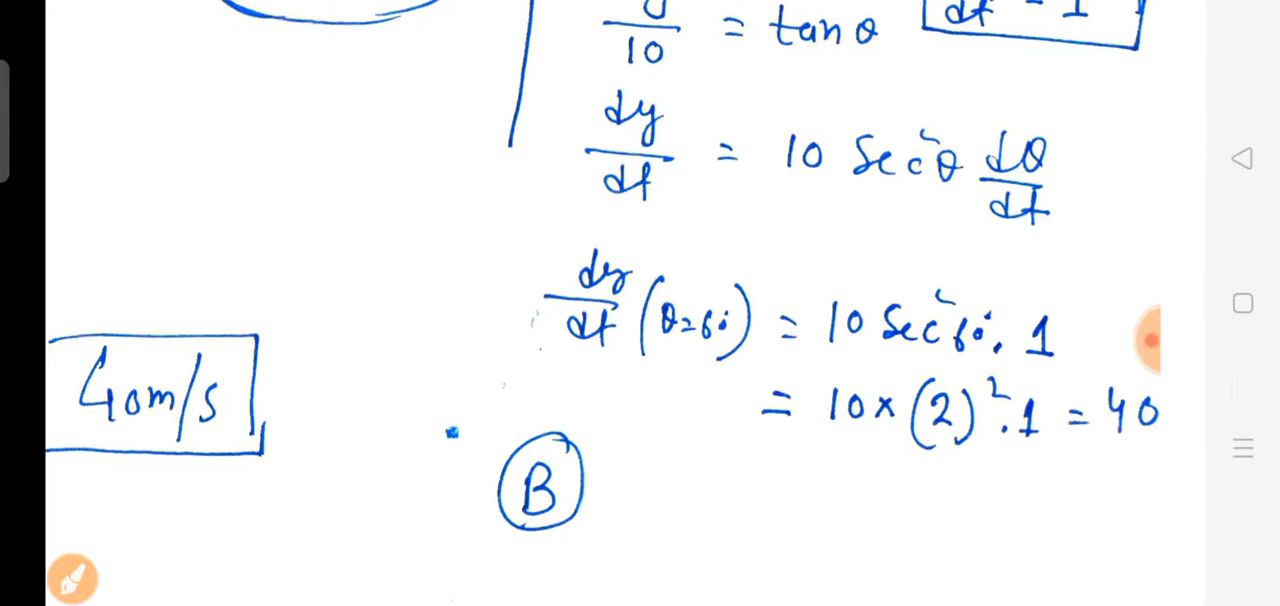 y/10 = tan θ
dy/dt = 10 sec²θ dθ/dt
dy/dt (θ=60°) = 10 sec²60°. 1
= 10 × (2)². 1 = 40
40m/s
B